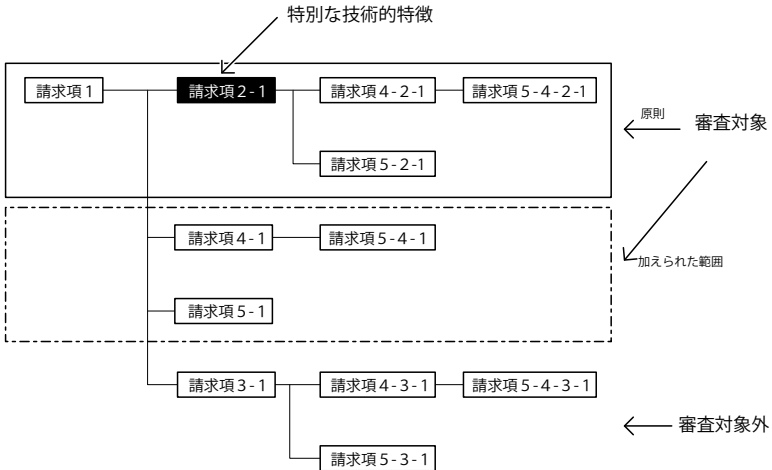 特別な技術的特徴
請求項1
請求項2-1
請求項4-2-1
請求項5-4-2-1
原則
審査対象
請求項5-2-1
請求項4-1
請求項5-4-1
加えられた範囲
請求項5-1
請求項3-1
請求項4-3-1
請求項5-4-3-1
審査対象外
請求項5-3-1